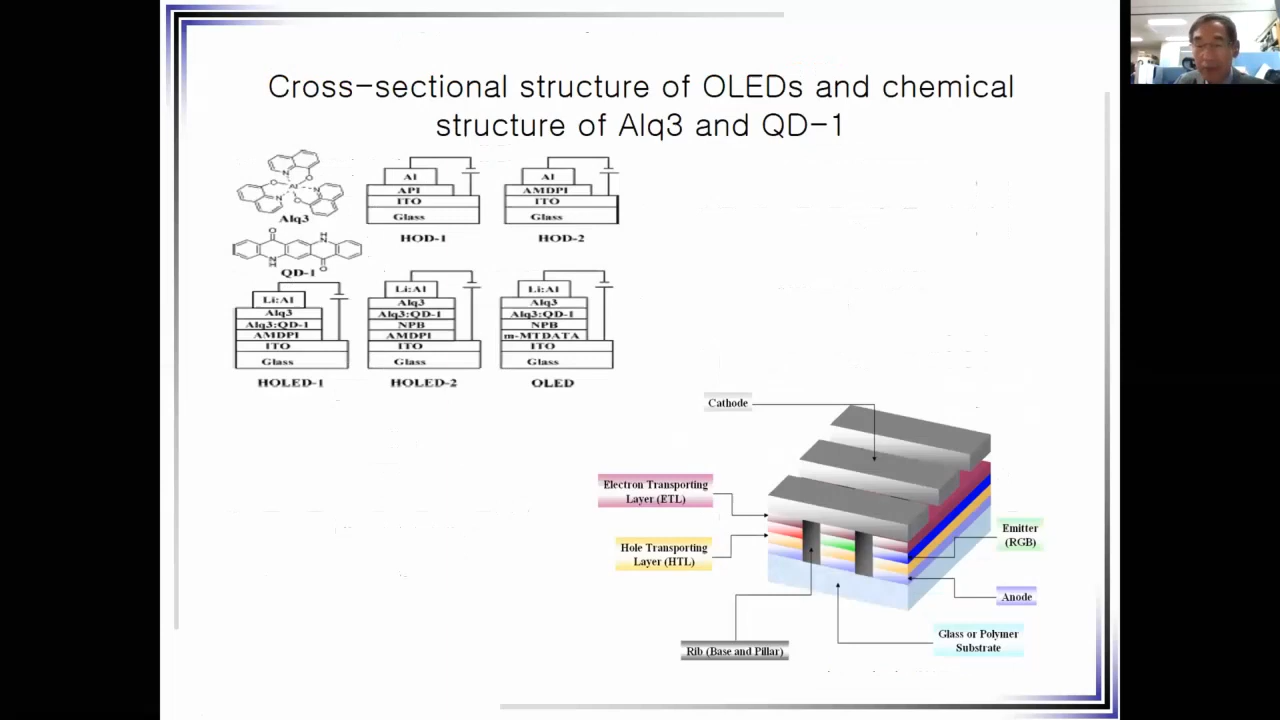 Cross-sectional structure of OLEDs and chemical
structure of Alq3 and QD-1
Alq3
Al
N
N
N
O
O
O
QD-1
O
H
N
N
H
O
Al
API
ITO
Glass
HOD-1
Al
AMDPI
ITO
Glass
HOD-2
Li:Al
Alq3
Alq3:QD-1
AMDPI
ITO
Glass
HOLED-1
Li:Al
Alq3
Alq3:QD-1
NPB
AMDPI
ITO
Glass
HOLED-2
Li:Al
Alq3
Alq3:QD-1
NPB
m-MTDATA
ITO
Glass
OLED
Cathode
Electron Transporting
Layer (ETL)
Hole Transporting
Layer (HTL)
Emitter
(RGB)
Anode
Glass or Polymer
Substrate
Rib (Base and Pillar)